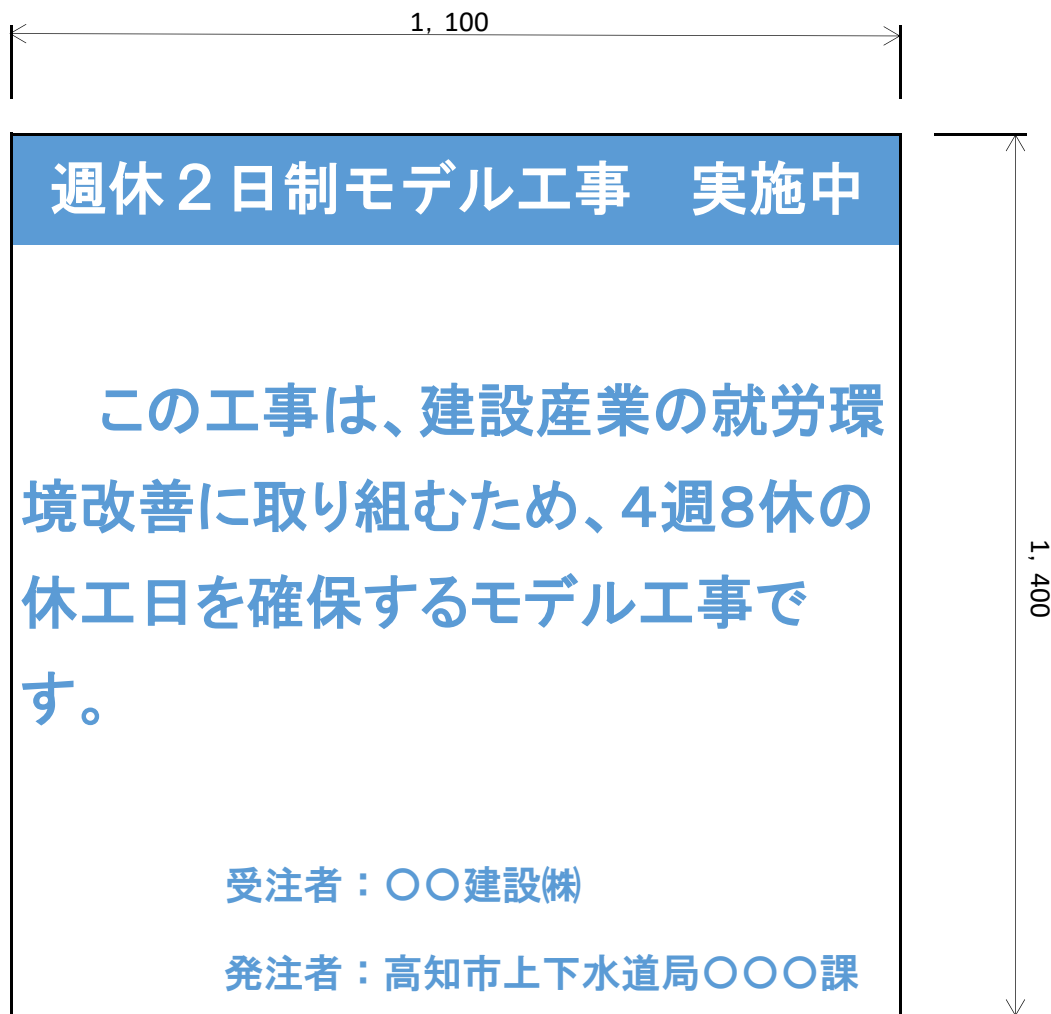 1，100
週休２日制モデル工事　実施中
この工事は、建設産業の就労環
境改善に取り組むため、4週8休の
休工日を確保するモデル工事で
す。
1，400
受注者：〇〇建設㈱
発注者：高知市上下水道局〇〇〇課